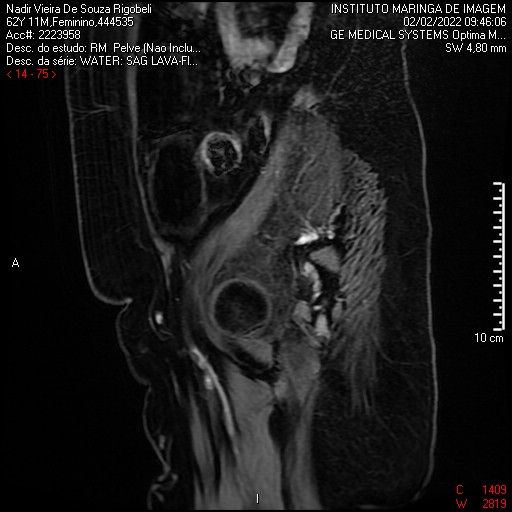 Nadir Vieira De Souza Rigobeli
62Y 11M,Feminino,444535
Acc#: 2223958
Desc. do estudo: RM Pelve (Nao Inclu...
Desc. da série: WATER: SAG LAVA-Fl...
< 14 - 75 >
INSTITUTO MARINGA DE IMAGEM
02/02/2022 09:46:06
GE MEDICAL SYSTEMS Optima M...
SW 4,80 mm
A
10 cm
I
C 1409
W 2819